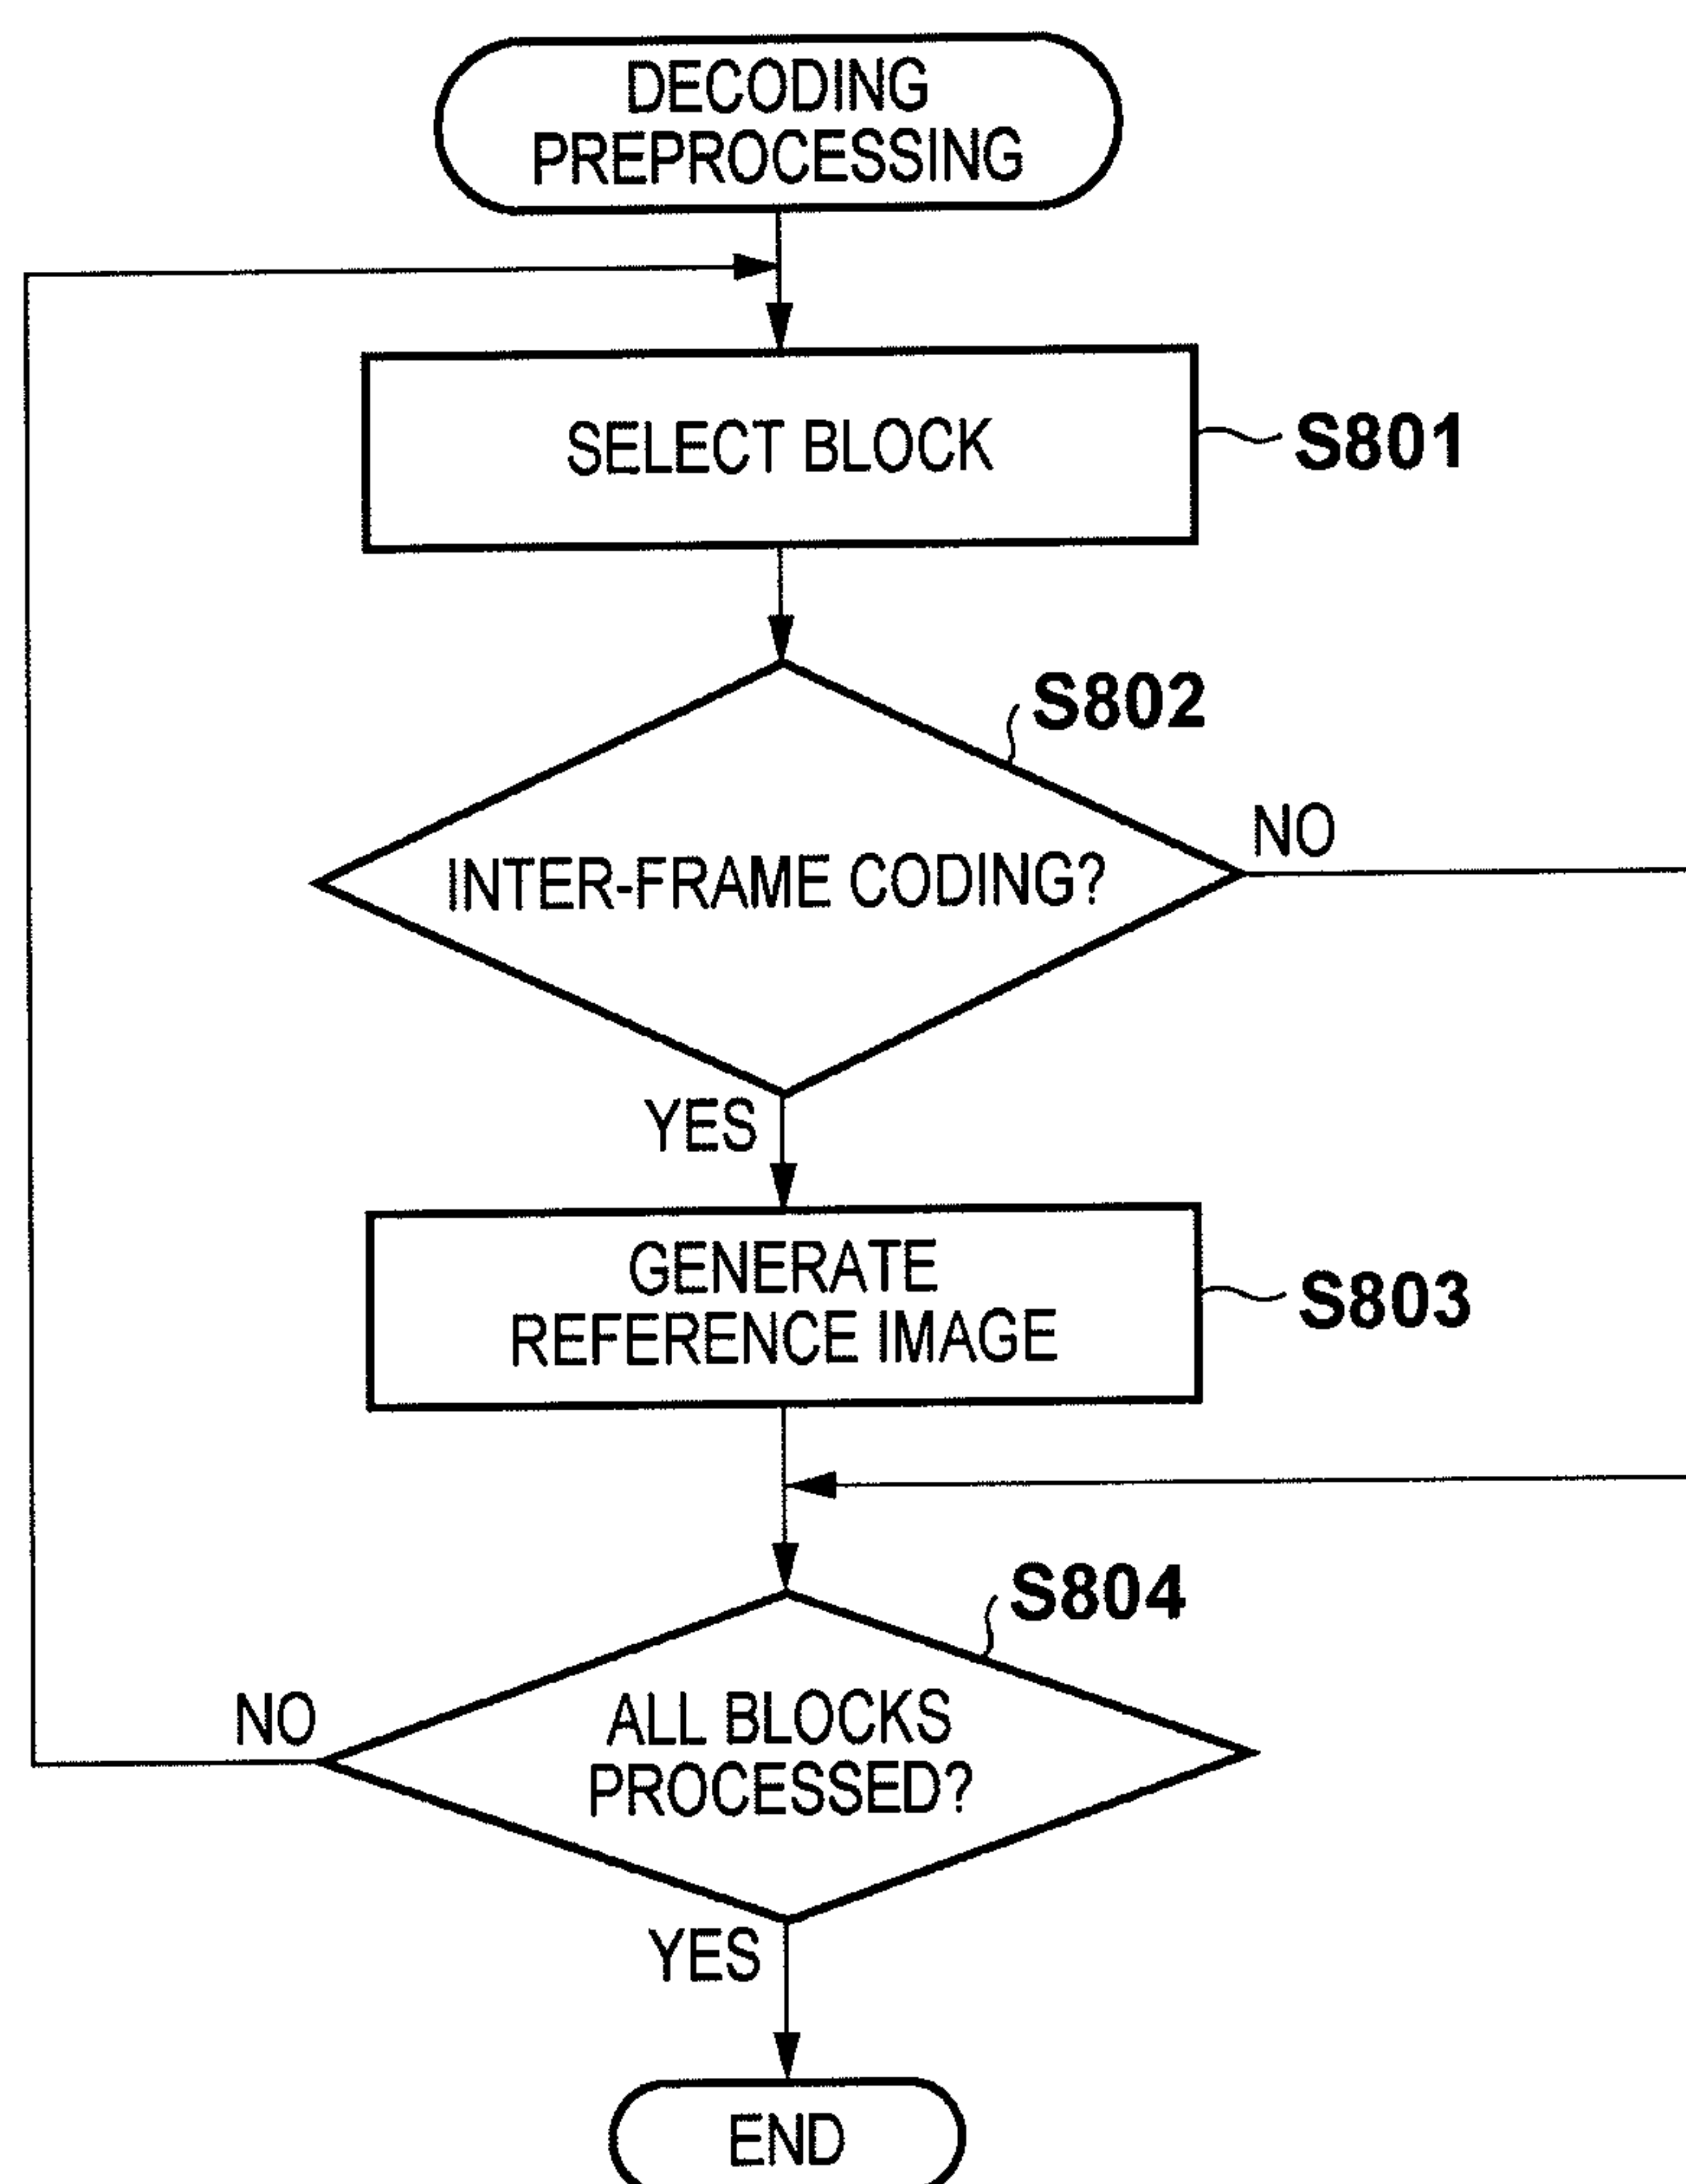 DECODING
PREPROCESSING
SELECT BLOCK
S801
S802
INTER-FRAME CODING?
NO
YES
GENERATE
REFERENCE IMAGE
S803
S804
ALL BLOCKS
PROCESSED?
NO
YES
END